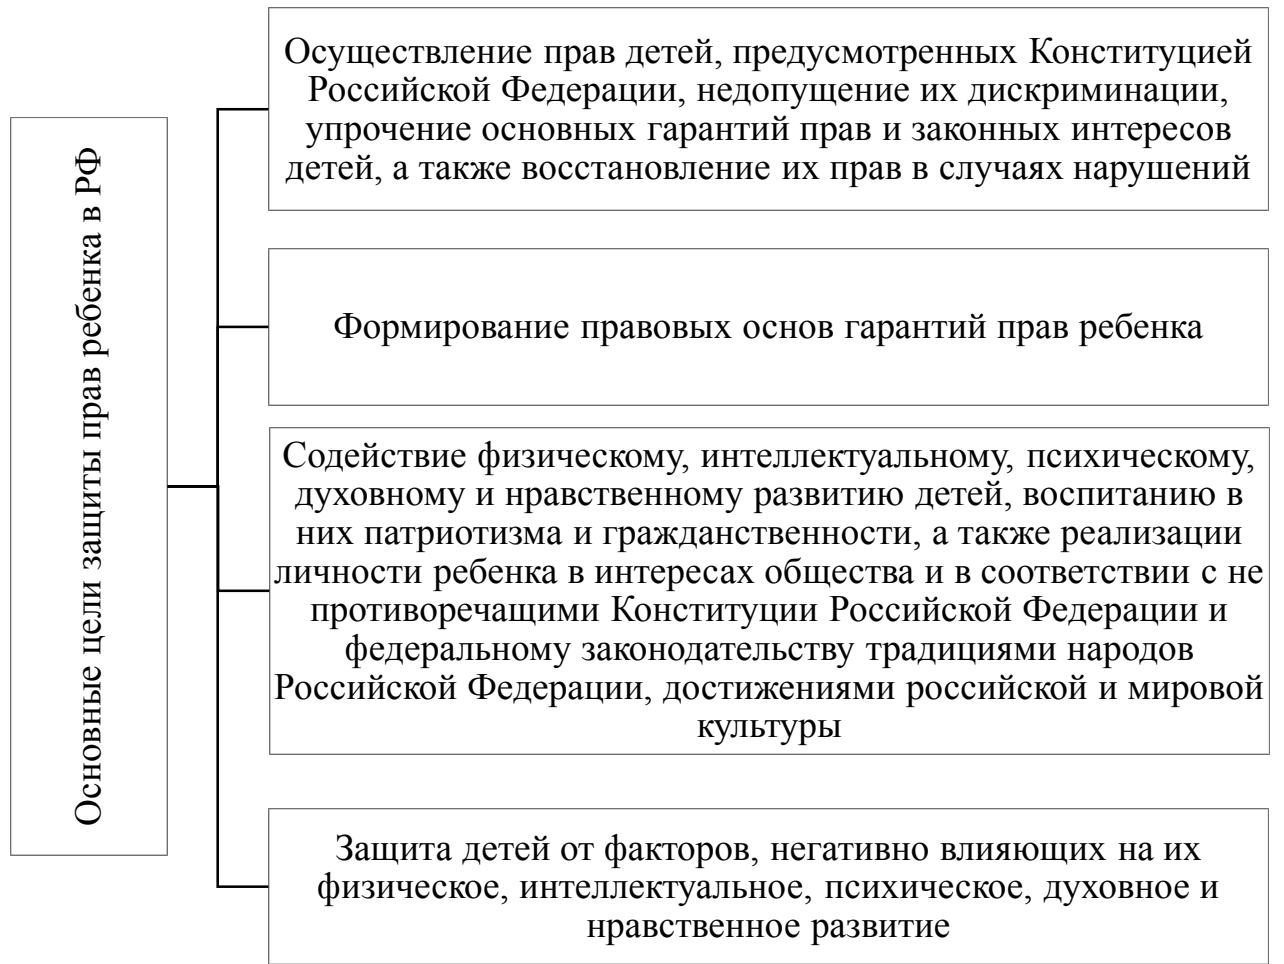 Основные цели защиты прав ребенка в РФ
Осуществление прав детей, предусмотренных Конституцией
Российской Федерации, недопущение их дискриминации,
упрочение основных гарантий прав и законных интересов
детей, а также восстановление их прав в случаях нарушений
Формирование правовых основ гарантий прав ребенка
Содействие физическому, интеллектуальному, психическому,
духовному и нравственному развитию детей, воспитанию в
них патриотизма и гражданственности, а также реализации
личности ребенка в интересах общества и в соответствии с не
противоречащими Конституции Российской Федерации и
федеральному законодательству традициями народов
Российской Федерации, достижениями российской и мировой
культуры
Защита детей от факторов, негативно влияющих на их
физическое, интеллектуальное, психическое, духовное и
нравственное развитие